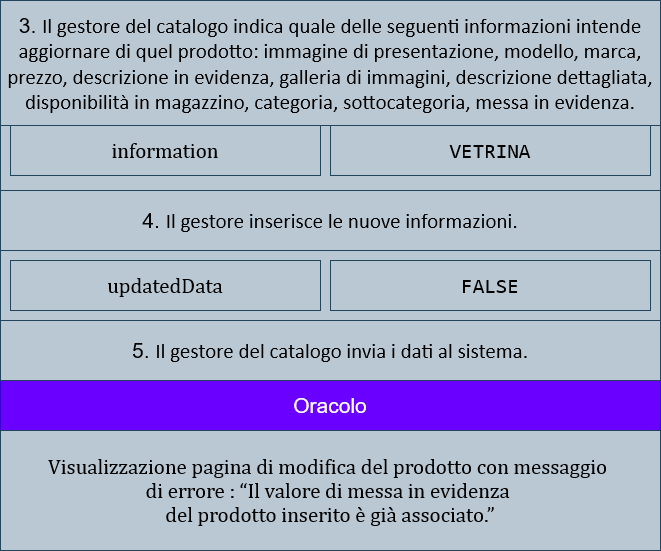 3. Il gestore del catalogo indica quale delle seguenti informazioni intende
aggiornare di quel prodotto: immagine di presentazione, modello, marca,
prezzo, descrizione in evidenza, galleria di immagini, descrizione dettagliata,
disponibilità in magazzino, categoria, sottocategoria, messa in evidenza.
information VETRINA
4. Il gestore inserisce le nuove informazioni.
updatedData FALSE
5. Il gestore del catalogo invia i dati al sistema.
Oracolo
Visualizzazione pagina di modifica del prodotto con messaggio
di errore : “Il valore di messa in evidenza
del prodotto inserito è già associato.”